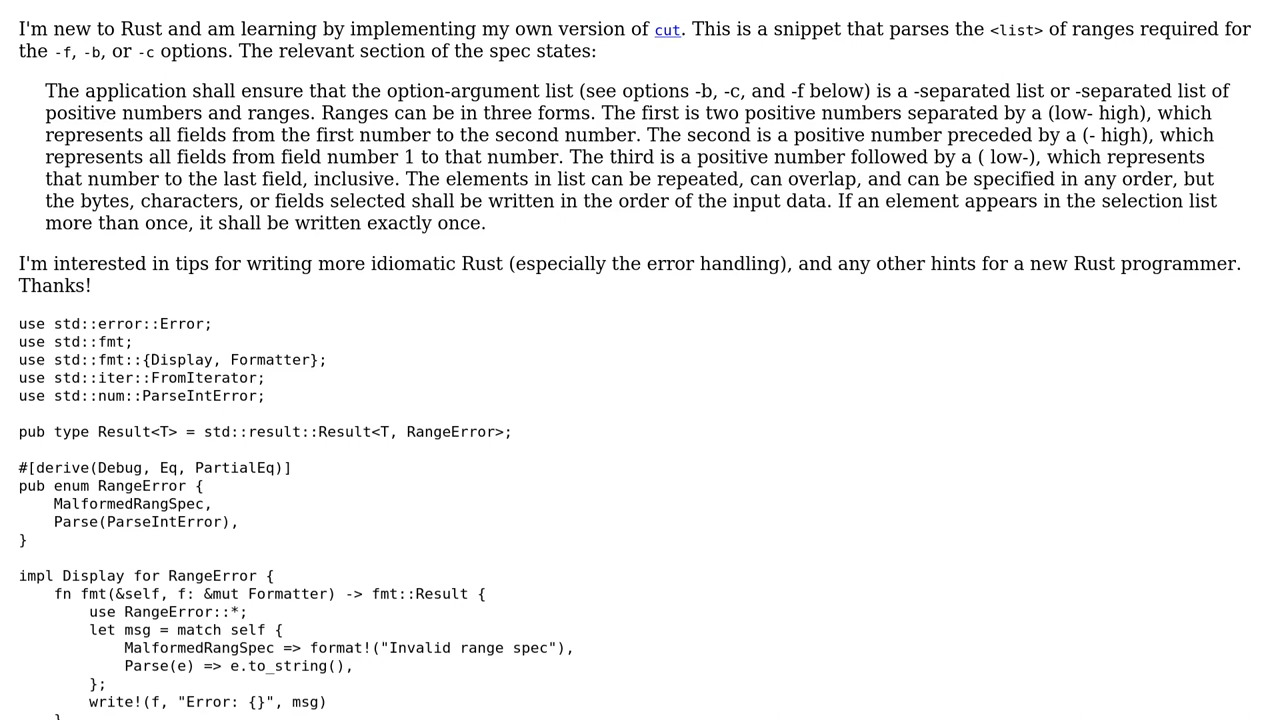 I'm new to Rust and am learning by implementing my own version of cut. This is a snippet that parses the <list> of ranges required for
the -f, -b, or -c options. The relevant section of the spec states:
The application shall ensure that the option-argument list (see options -b, -c, and -f below) is a -separated list or -separated list of
positive numbers and ranges. Ranges can be in three forms. The first is two positive numbers separated by a (low- high), which
represents all fields from the first number to the second number. The second is a positive number preceded by a (- high), which
represents all fields from field number 1 to that number. The third is a positive number followed by a ( low-), which represents
that number to the last field, inclusive. The elements in list can be repeated, can overlap, and can be specified in any order, but
the bytes, characters, or fields selected shall be written in the order of the input data. If an element appears in the selection list
more than once, it shall be written exactly once.
I'm interested in tips for writing more idiomatic Rust (especially the error handling), and any other hints for a new Rust programmer.
Thanks!
use std::error::Error;
use std::fmt;
use std::fmt::{Display, Formatter};
use std::iter::FromIterator;
use std::num::ParseIntError;
pub type Result<T> = std::result::Result<T, RangeError>;
#[derive(Debug, Eq, PartialEq)]
pub enum RangeError {
    MalformedRangSpec,
    Parse(ParseIntError),
}
impl Display for RangeError {
    fn fmt(&self, f: &mut Formatter) -> fmt::Result {
        use RangeError::*;
        let msg = match self {
            MalformedRangSpec => format!("Invalid range spec"),
            Parse(e) => e.to_string(),
        };
        write!(f, "Error: {}", msg)
    }